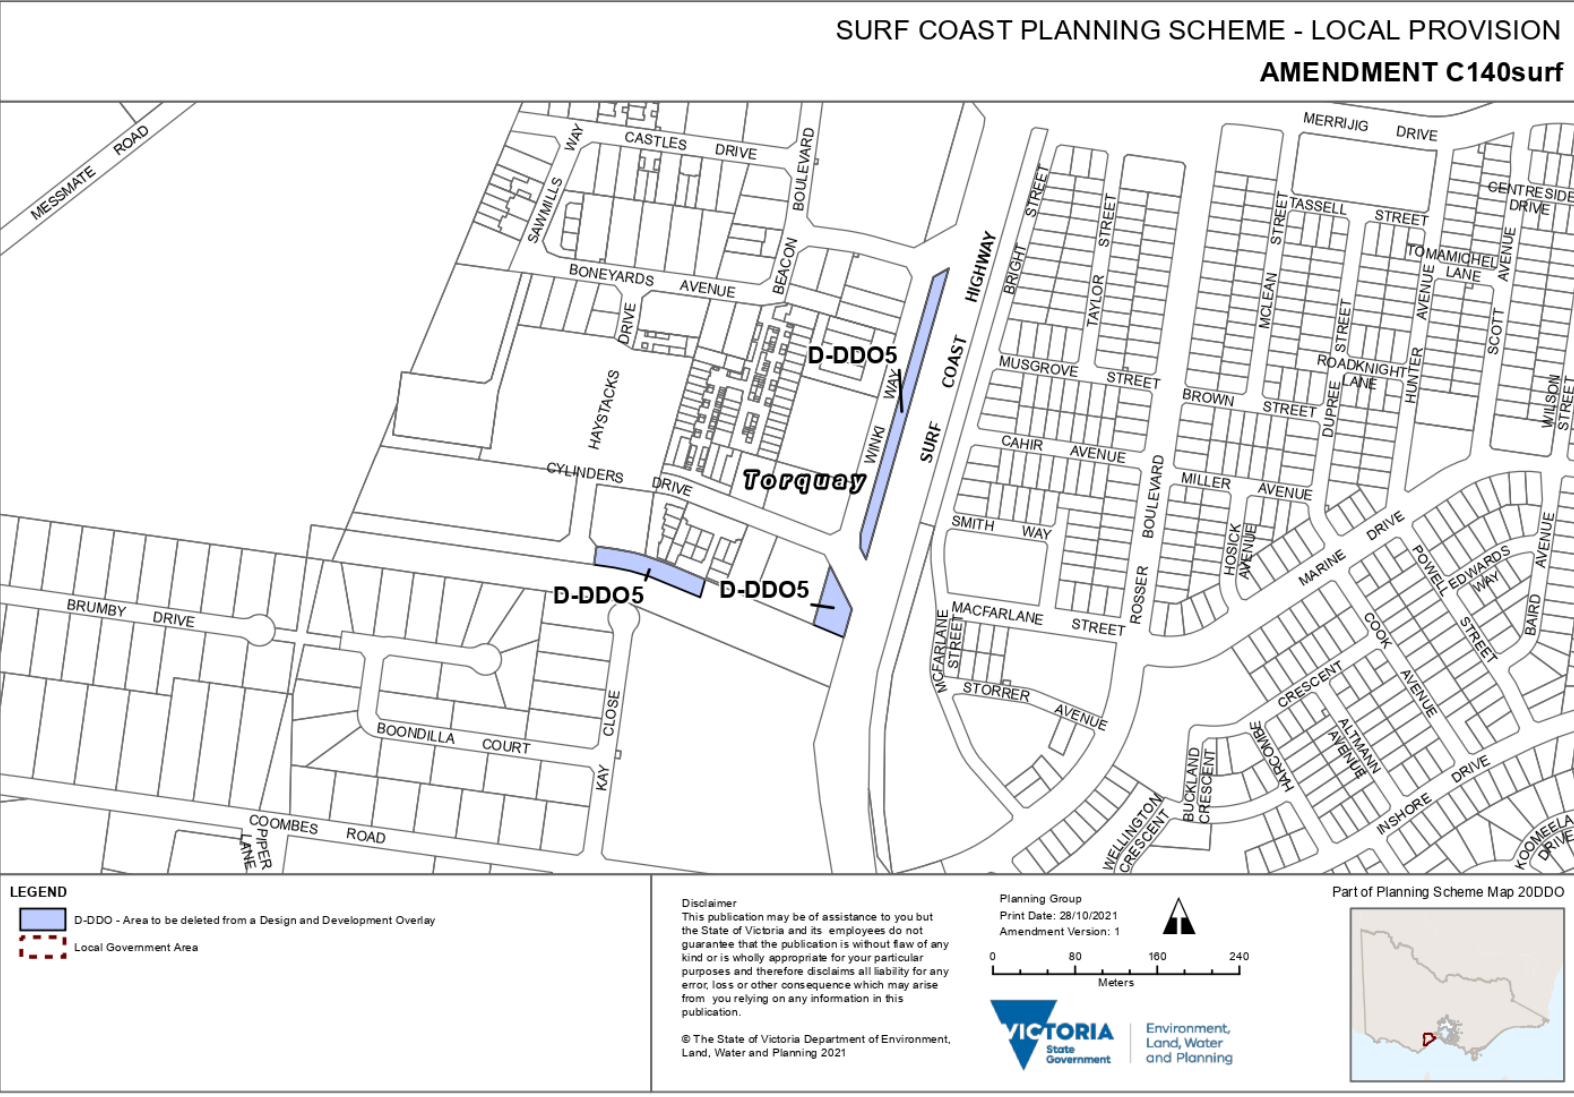 SURF COAST PLANNING SCHEME - LOCAL PROVISION
AMENDMENT C140surf
MESSMATE ROAD
SAWMILLS WAY
CASTLES DRIVE
BEACON BOULEVARD
BONEYARDS AVENUE
HAYSTACKS DRIVE
CYLINDERS DRIVE
WINKI WAY
D-DDO5
Torquay
D-DDO5
D-DDO5
SURF COAST HIGHWAY
BRIGHT STREET
TAYLOR STREET
MERRIJIG DRIVE
CENTRESIDE
DRIVE
TASSELL STREET
TOMAMICHEL
LANE
MCLEAN STREET
DUPREE STREET
HUNTER AVENUE
SCOTT AVENUE
WILSON
STREET
MUSGROVE STREET
ROADKNIGHT
LANE
BROWN STREET
CAHIR AVENUE
ROSSER BOULEVARD
MILLER AVENUE
SMITH WAY
HOSICK
AVENUE
MARINE DRIVE
POWELL STREET
EDWARDS
WAY
BAIRD AVENUE
MACFARLANE STREET
MCFARLANE
STREET
COOK AVENUE
STORRER AVENUE
CRESCENT
HARCOMBE
ALTMANN
AVENUE
BUCKLAND
CRESCENT
INSHORE DRIVE
WELLINGTON
CRESCENT
KOOMEELA
DRIVE
BRUMBY DRIVE
BOONDILLA COURT
KAY CLOSE
COOMBES ROAD
PIPER
LANE
LEGEND
D-DDO - Area to be deleted from a Design and Development Overlay
Local Government Area
Disclaimer
This publication may be of assistance to you but
the State of Victoria and its employees do not
guarantee that the publication is without flaw of any
kind or is wholly appropriate for your particular
purposes and therefore disclaims all liability for any
error, loss or other consequence which may arise
from you relying on any information in this
publication.
© The State of Victoria Department of Environment,
Land, Water and Planning 2021
Planning Group
Print Date: 28/10/2021
Amendment Version: 1
0 80 160 240
Meters
VICTORIA
State
Government
Environment,
Land, Water
and Planning
Part of Planning Scheme Map 20DDO